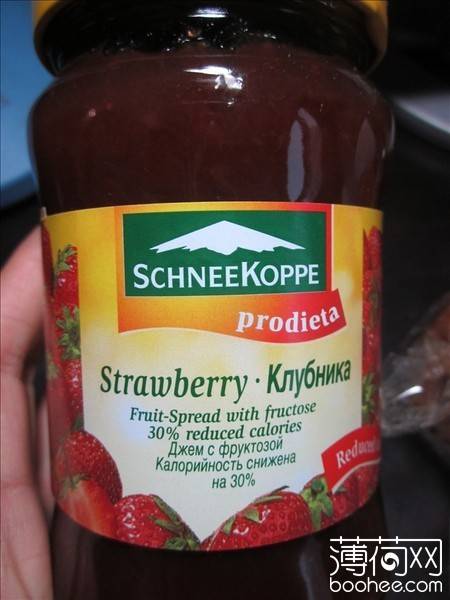 SCHNEEKOPPE
prodieta
Strawberry · Клубника
Fruit-Spread with fructose
30% reduced calories
Джем с фруктозой
Калорийность снижена
на 30%
Reduced
薄荷网
boohee.com